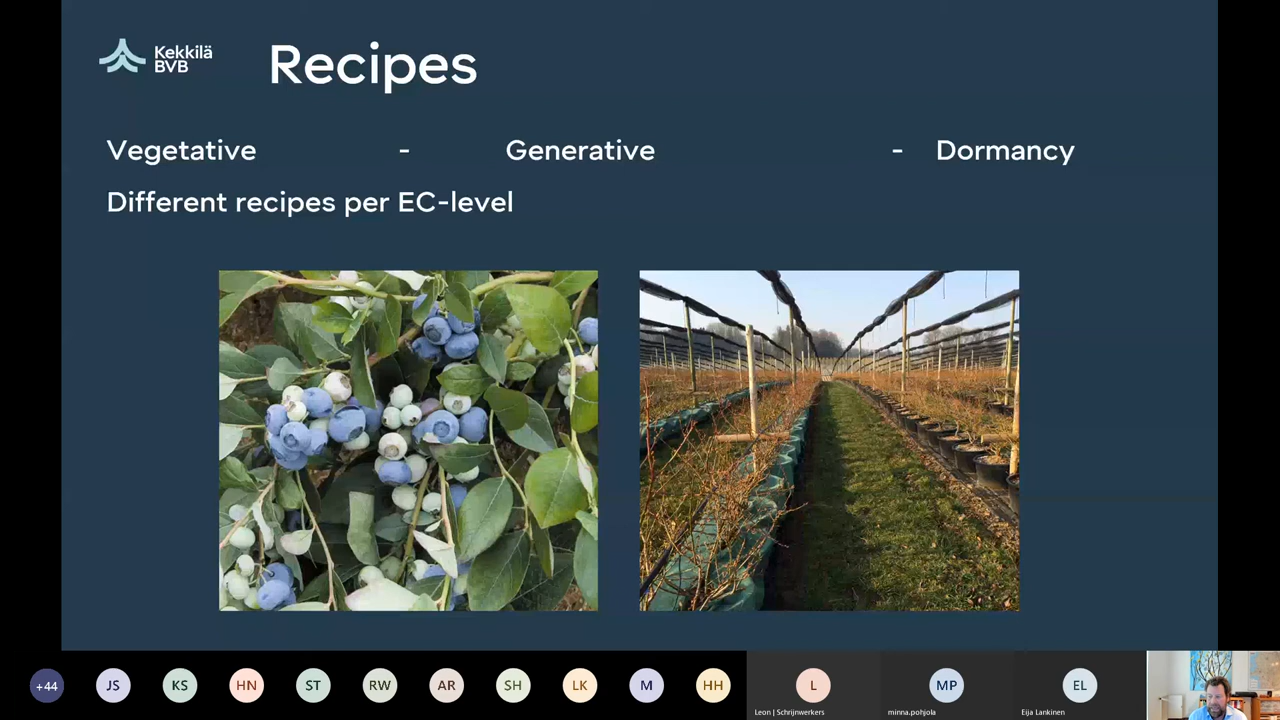 Kekkilä
BVB
Recipes
Vegetative - Generative - Dormancy
Different recipes per EC-level
+44 JS KS HN ST RW AR SH LK M HH L MP EL
Leon | Schrijnwerkers minna.pohjola Eija Lankinen